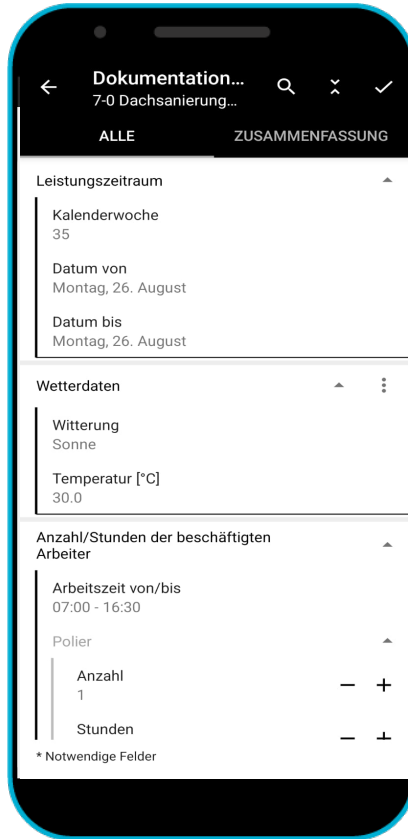 Dokumentation...
7-0 Dachsanierung...
ALLE
ZUSAMMENFASSUNG
Leistungszeitraum
Kalenderwoche
35
Datum von
Montag, 26. August
Datum bis
Montag, 26. August
Wetterdaten
Witterung
Sonne
Temperatur [°C]
30.0
Anzahl/Stunden der beschäftigten
Arbeiter
Arbeitszeit von/bis
07:00 - 16:30
Polier
Anzahl
1
Stunden
* Notwendige Felder